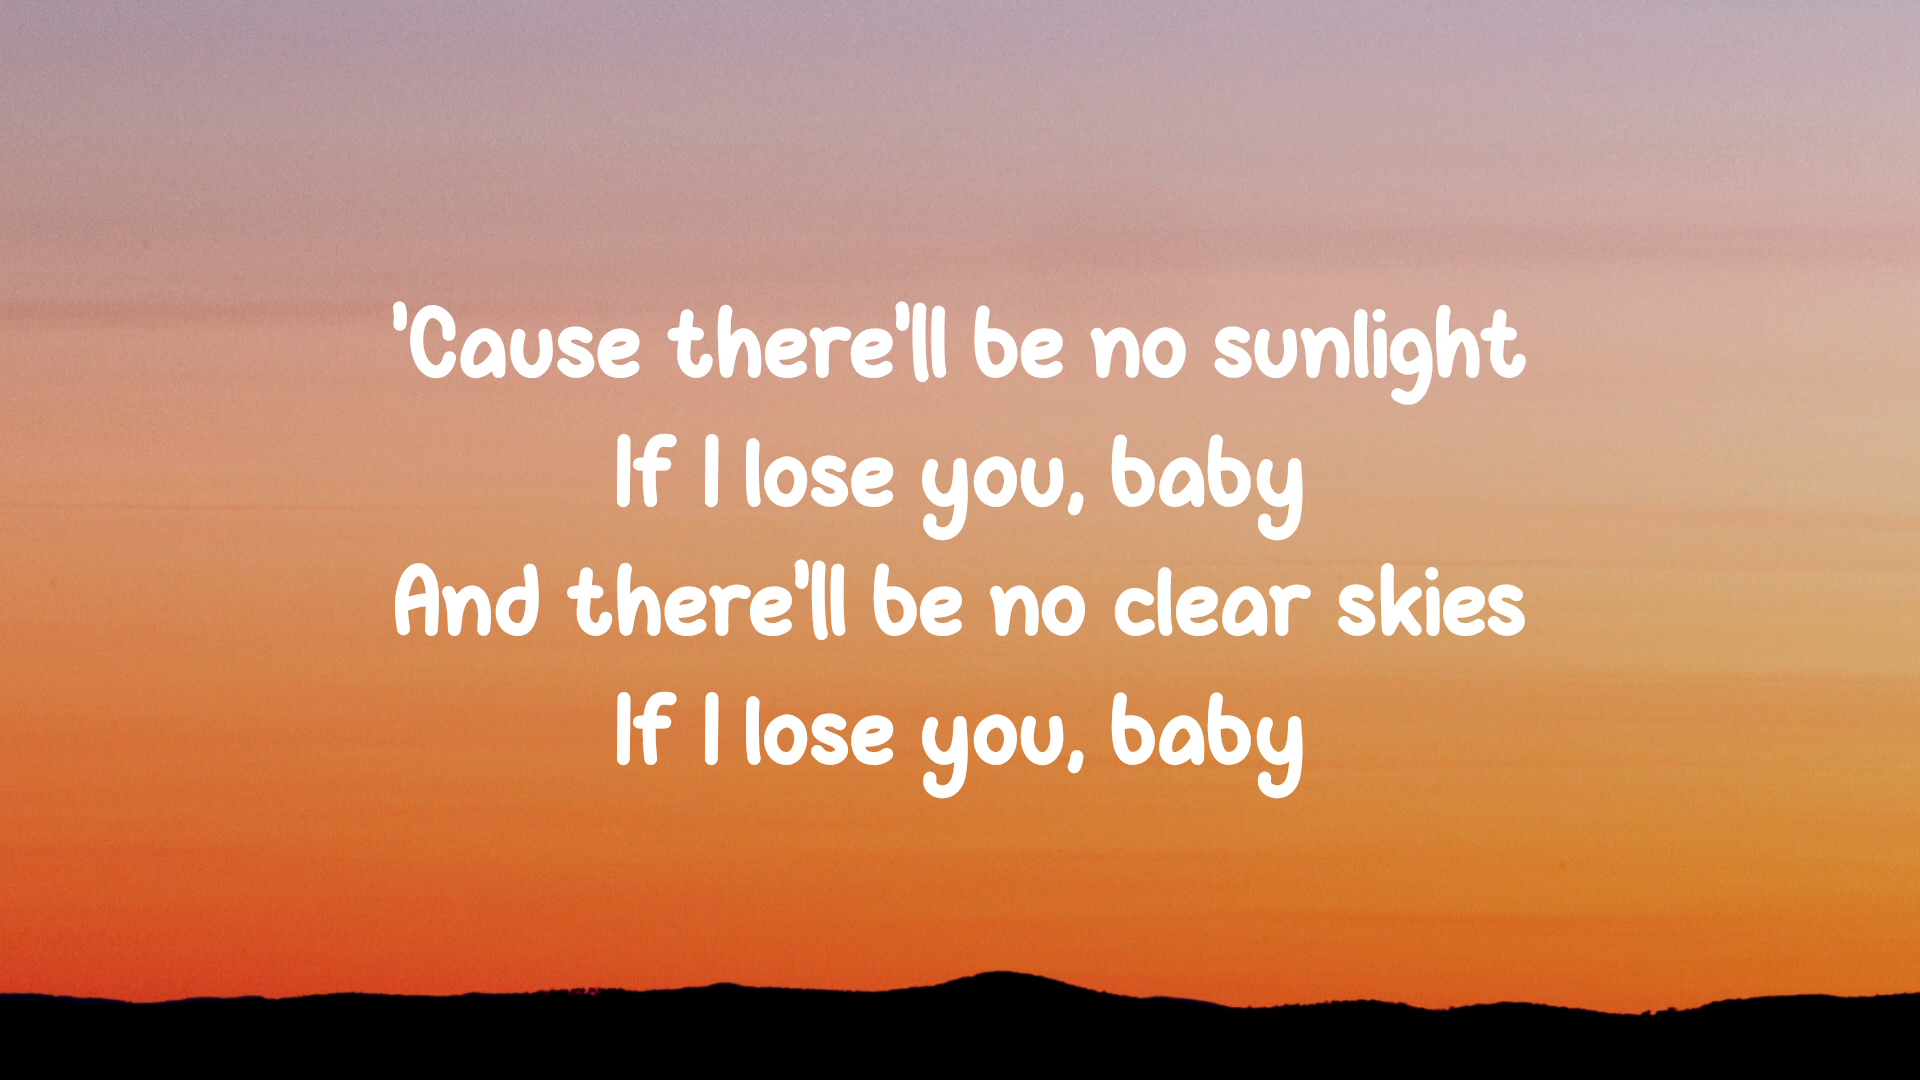 'Cause there'll be no sunlight
If I lose you, baby
And there'll be no clear skies
If I lose you, baby